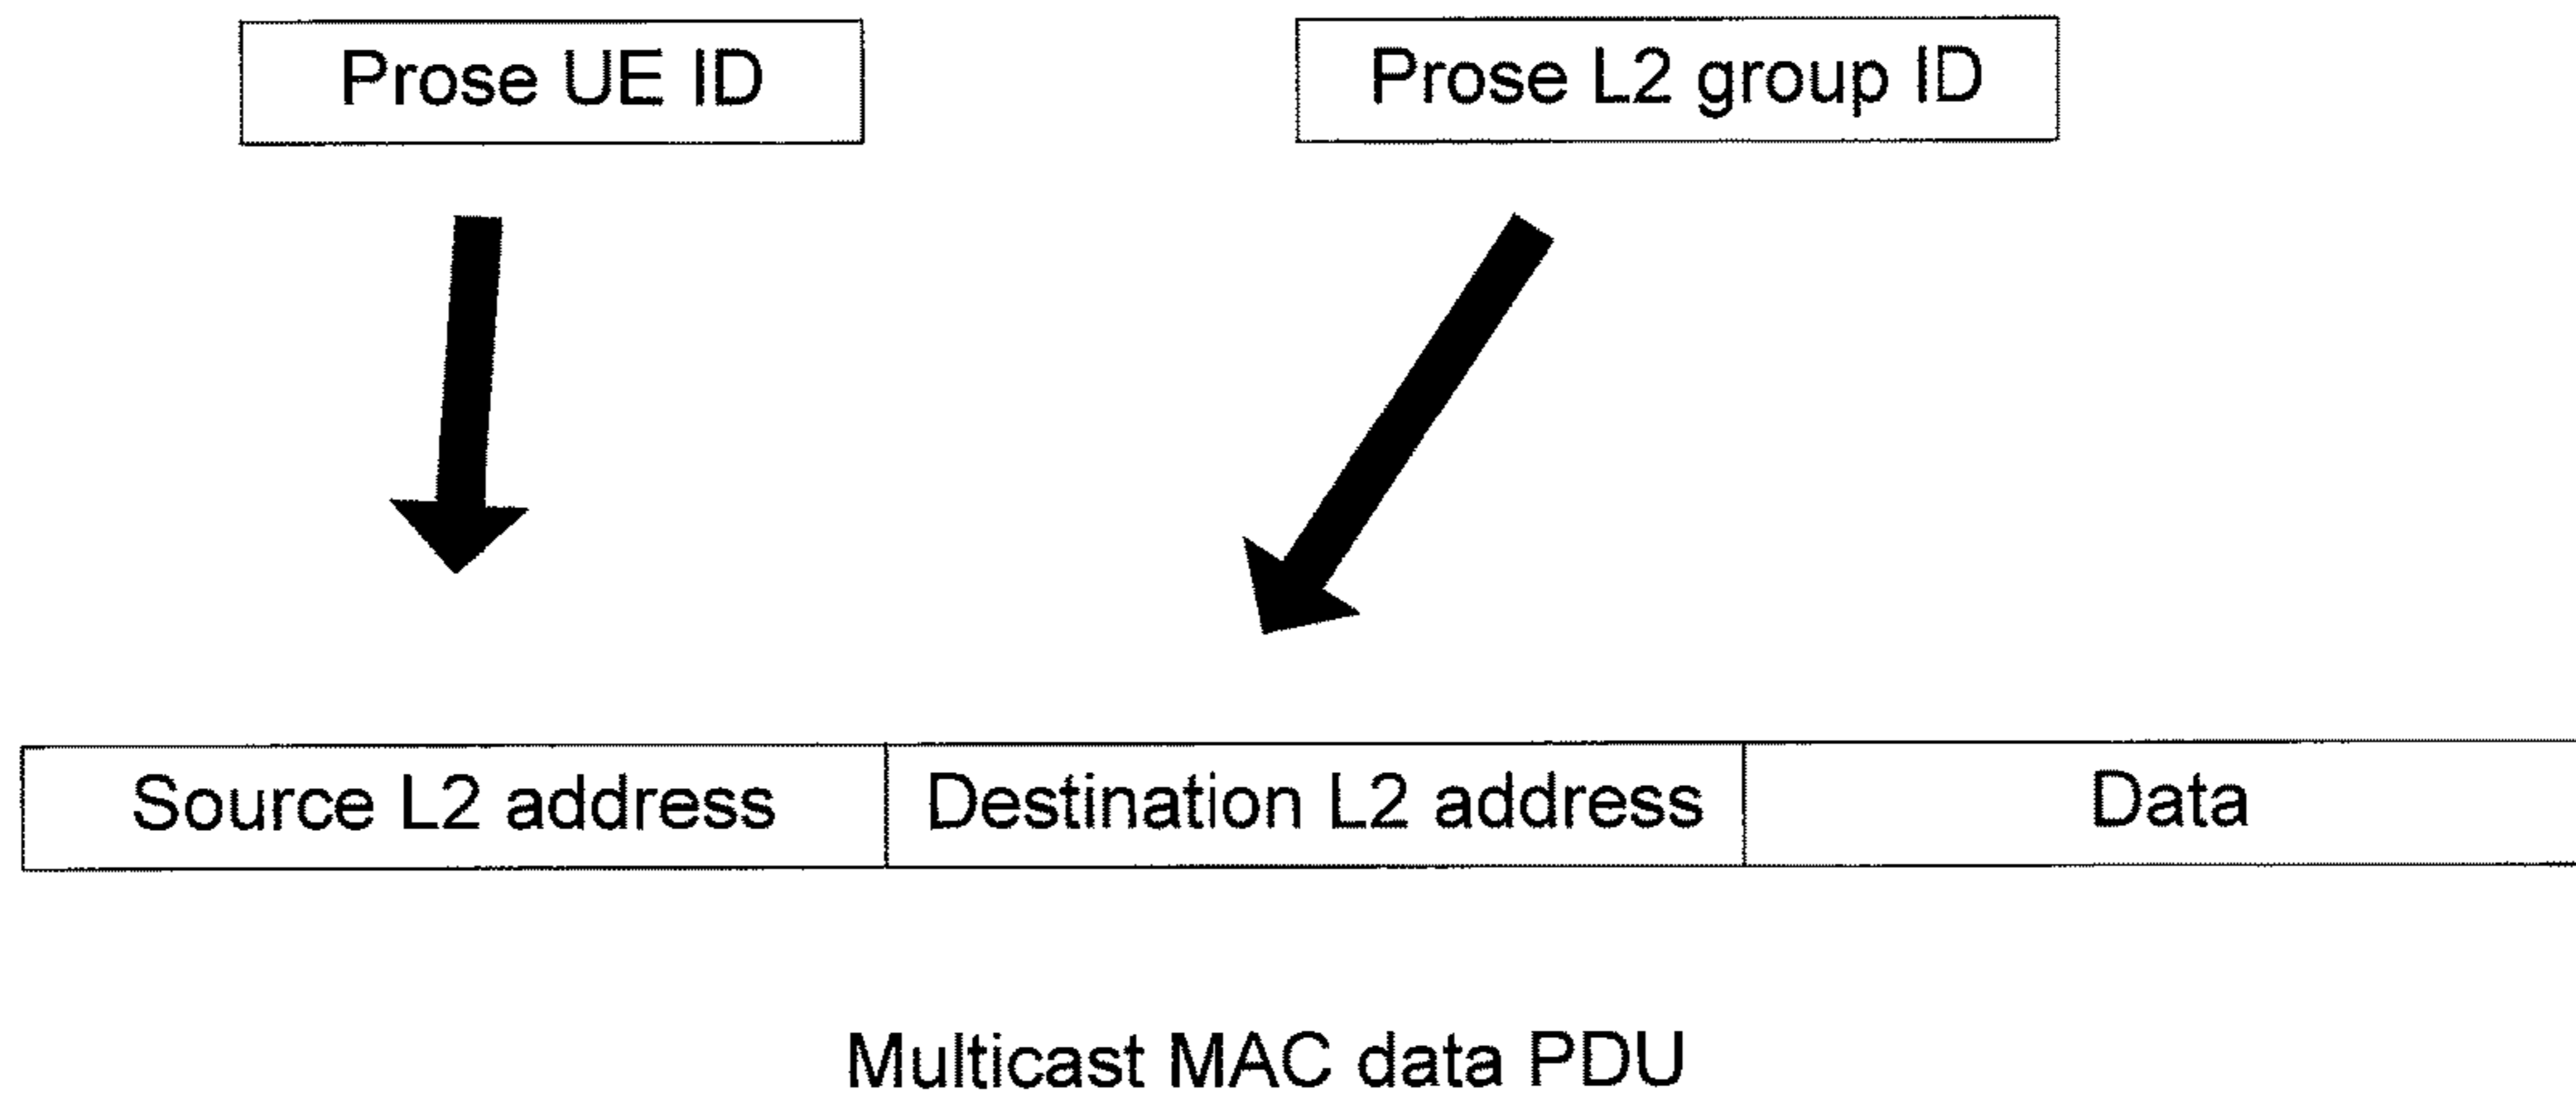 Prose UE ID
Prose L2 group ID
Source L2 address
Destination L2 address
Data
Multicast MAC data PDU